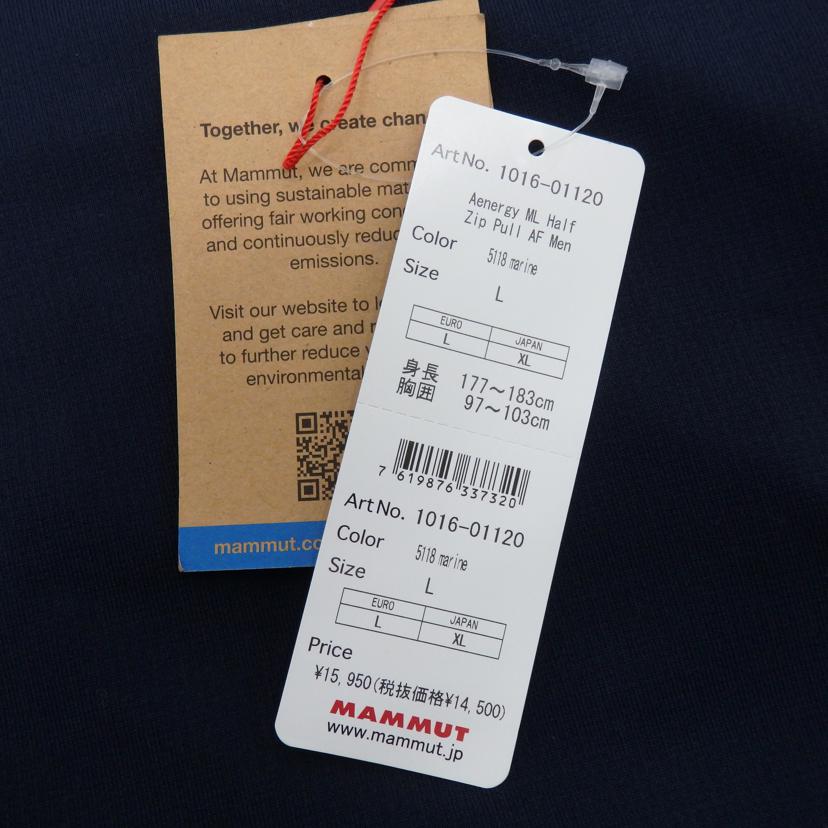 Together, we create chan
At Mammut, we are comm
to using sustainable mat
offering fair working con
and continuously reduc
emissions.
Visit our website to l
and get care and
to further reduce
environmental
mammut.co
ArtNo. 1016-01120
Aenergy ML Half
Zip Pull AF Men
Color 5118 marine
Size L
EURO JAPAN
L XL
身長 177～183cm
胸囲 97～103cm
7 619876 337320
ArtNo. 1016-01120
Color 5118 marine
Size L
EURO JAPAN
L XL
Price
¥15,950(税抜価格¥14,500)
MAMMUT
www.mammut.jp